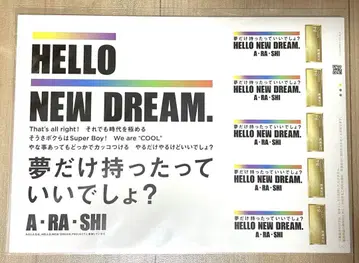 HELLO
NEW DREAM.
That's all right! それでも時代を極める
そうさボクらはSuper Boy! We are "COOL"
やな事あってもどっかでカッコつける やるだけやるけどいいでしょ?
夢だけ持ったって
いいでしょ?
A・RA・SHI
夢だけ持ったっていいでしょ?
HELLO NEW DREAM.
A・RA・SHI
夢だけ持ったっていいでしょ?
HELLO NEW DREAM.
A・RA・SHI
夢だけ持ったっていいでしょ?
HELLO NEW DREAM.
A・RA・SHI
夢だけ持ったっていいでしょ?
HELLO NEW DREAM.
A・RA・SHI
夢だけ持ったっていいでしょ?
HELLO NEW DREAM.
A・RA・SHI